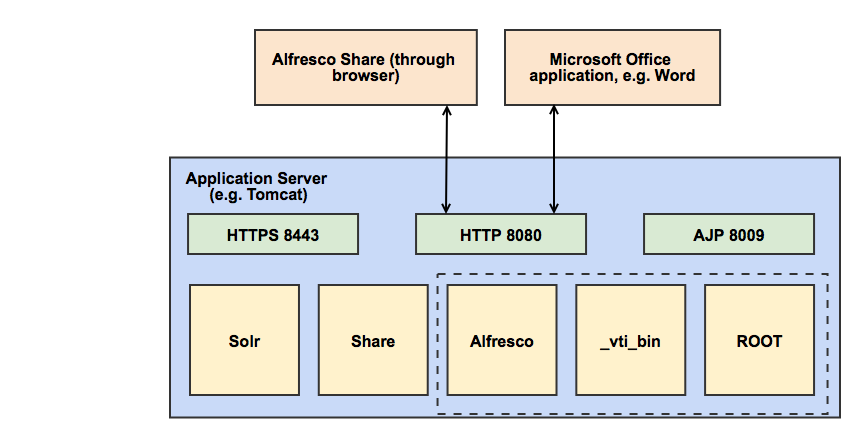 Alfresco Share (through
browser)
Microsoft Office
application, e.g. Word
Application Server
(e.g. Tomcat)
HTTPS 8443
HTTP 8080
AJP 8009
Solr
Share
Alfresco
_vti_bin
ROOT